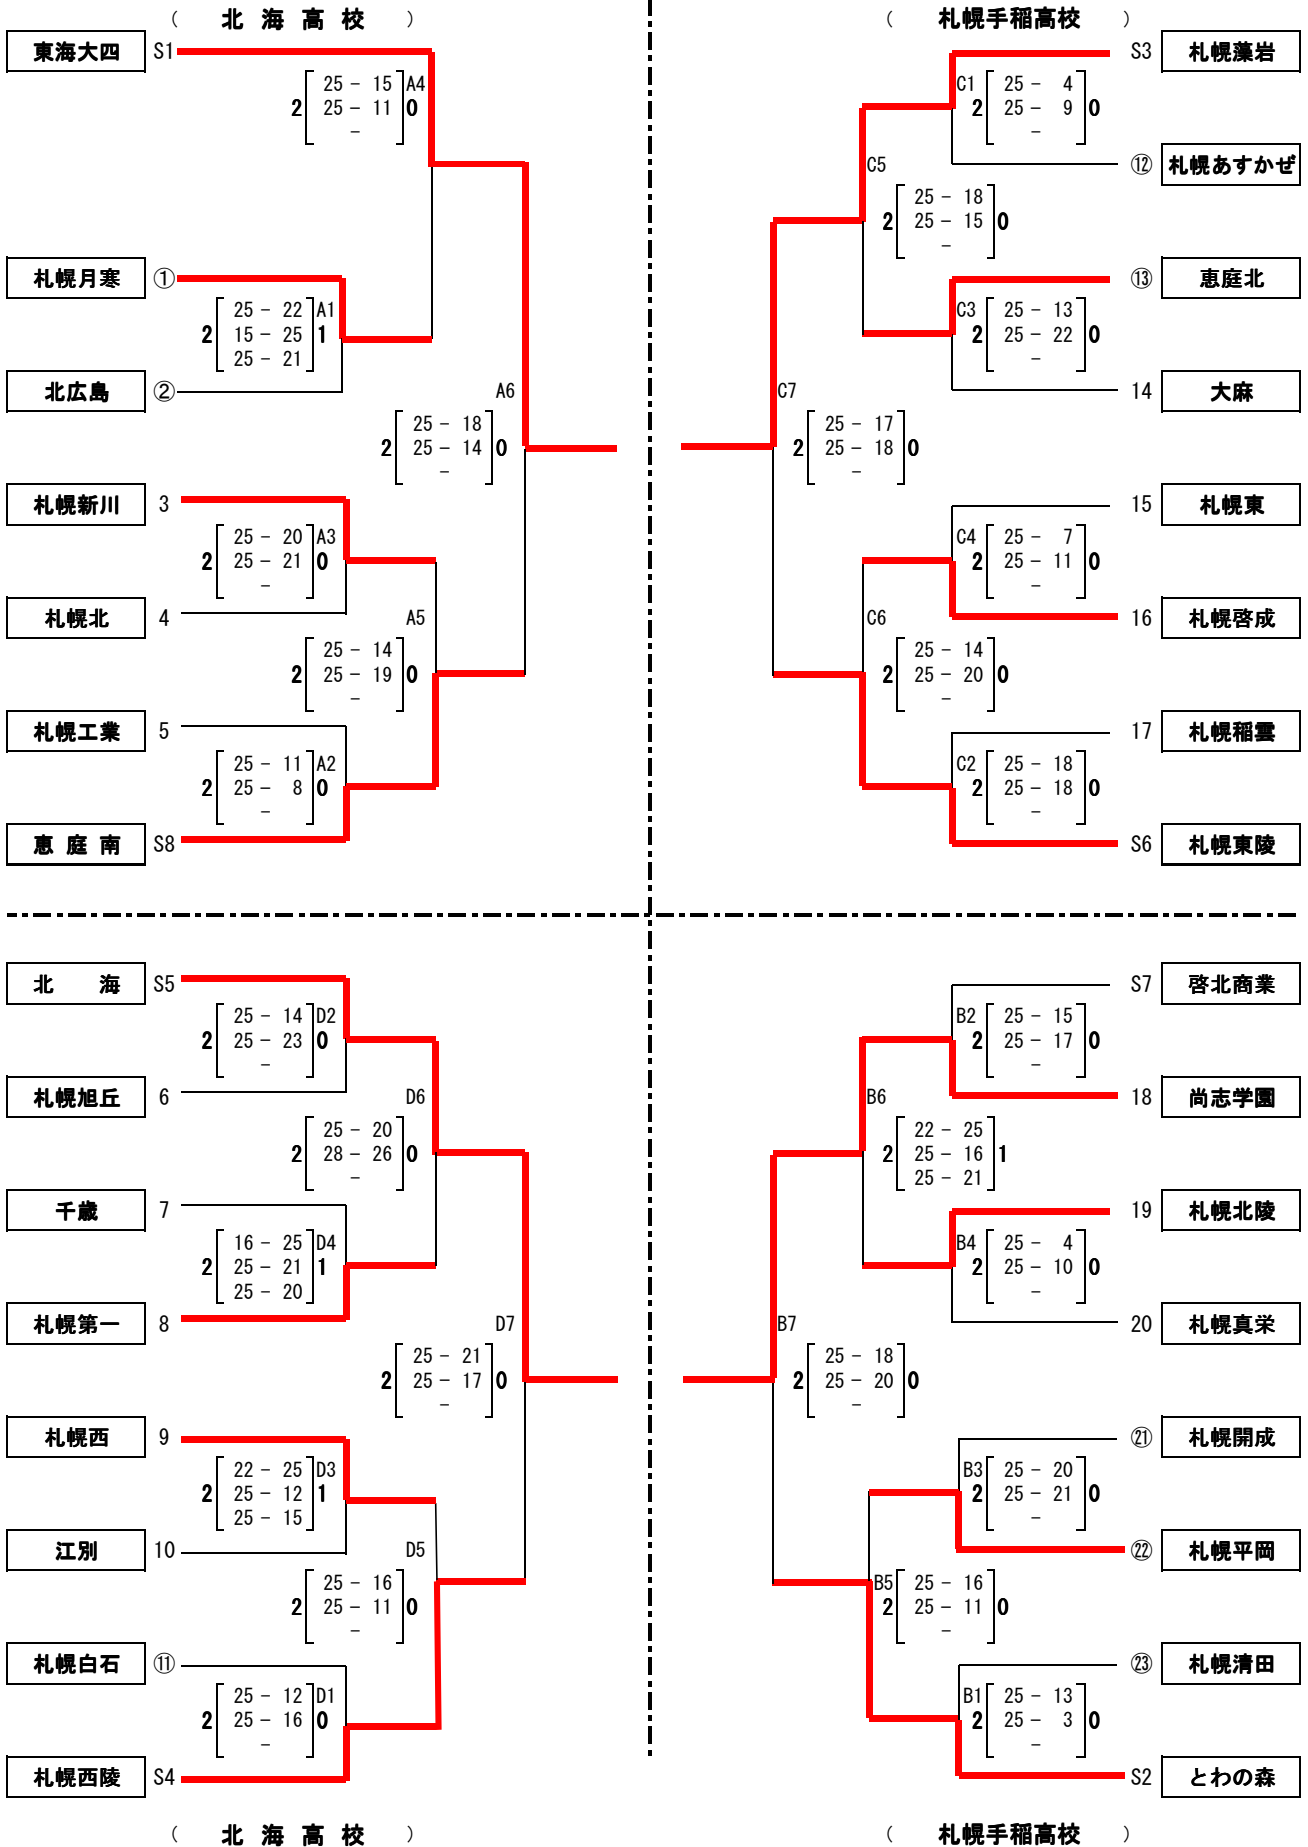 （　北　海　高　校　）
東海大四 S1
A4
2 25 － 15 0
25 － 11
－
札幌月寒 ①
A1
2 25 － 22 1
15 － 25
25 － 21
北広島 ②
A6
2 25 － 18 0
25 － 14
－
札幌新川 3
A3
2 25 － 20 0
25 － 21
－
札幌北 4
A5
2 25 － 14 0
25 － 19
－
札幌工業 5
A2
2 25 － 11 0
25 － 8
－
恵庭南 S8
（　札幌手稲高校　）
S3 札幌藻岩
C1
2 25 － 4 0
25 － 9
－
⑫ 札幌あすかぜ
C5
2 25 － 18 0
25 － 15
－
⑬ 恵庭北
C3
2 25 － 13 0
25 － 22
－
14 大麻
C7
2 25 － 17 0
25 － 18
－
15 札幌東
C4
2 25 － 7 0
25 － 11
－
16 札幌啓成
C6
2 25 － 14 0
25 － 20
－
17 札幌稲雲
C2
2 25 － 18 0
25 － 18
－
S6 札幌東陵
北　海 S5
D2
2 25 － 14 0
25 － 23
－
札幌旭丘 6
D6
2 25 － 20 0
28 － 26
－
千歳 7
D4
2 16 － 25 1
25 － 21
25 － 20
札幌第一 8
D7
2 25 － 21 0
25 － 17
－
札幌西 9
D3
2 22 － 25 1
25 － 12
25 － 15
江別 10
D5
2 25 － 16 0
25 － 11
－
札幌白石 ⑪
D1
2 25 － 12 0
25 － 16
－
札幌西陵 S4
（　北　海　高　校　）
S7 啓北商業
B2
2 25 － 15 0
25 － 17
－
18 尚志学園
B6
2 22 － 25 1
25 － 16
25 － 21
19 札幌北陵
B4
2 25 － 4 0
25 － 10
－
20 札幌真栄
B7
2 25 － 18 0
25 － 20
－
㉑ 札幌開成
B3
2 25 － 20 0
25 － 21
－
㉒ 札幌平岡
B5
2 25 － 16 0
25 － 11
－
㉓ 札幌清田
B1
2 25 － 13 0
25 － 3
－
S2 とわの森
（　札幌手稲高校　）